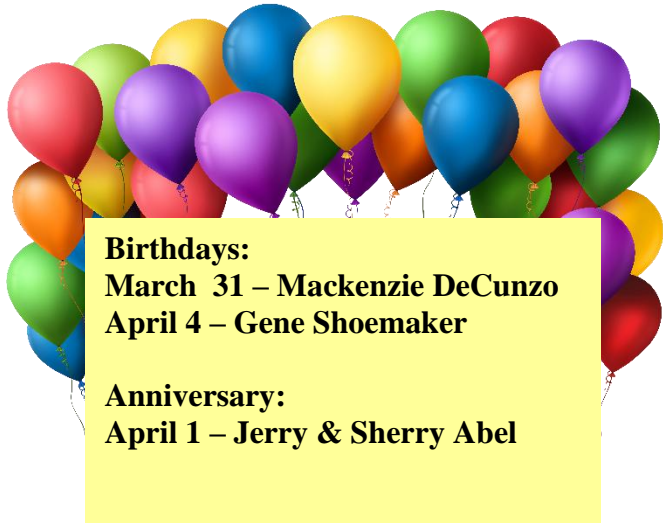 Birthdays:
March  31 – Mackenzie DeCunzo
April 4 – Gene Shoemaker
Anniversary:
April 1 – Jerry & Sherry Abel